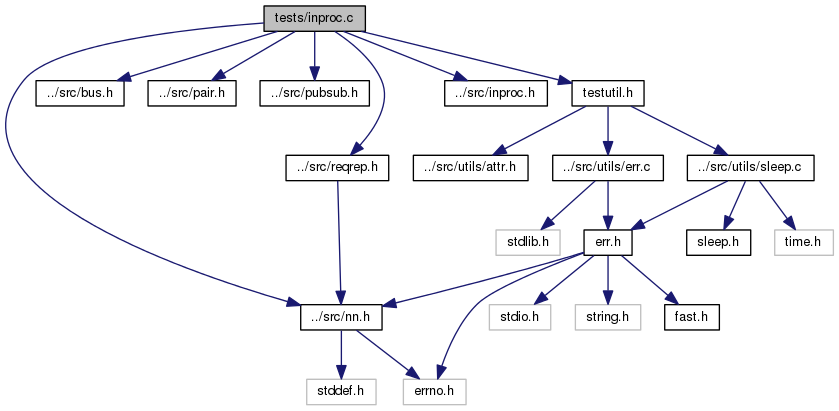 tests/inproc.c
../src/bus.h
../src/pair.h
../src/pubsub.h
../src/inproc.h
testutil.h
../src/reqrep.h
../src/utils/attr.h
../src/utils/err.c
../src/utils/sleep.c
stdlib.h
err.h
sleep.h
time.h
../src/nn.h
stdio.h
string.h
fast.h
stddef.h
errno.h